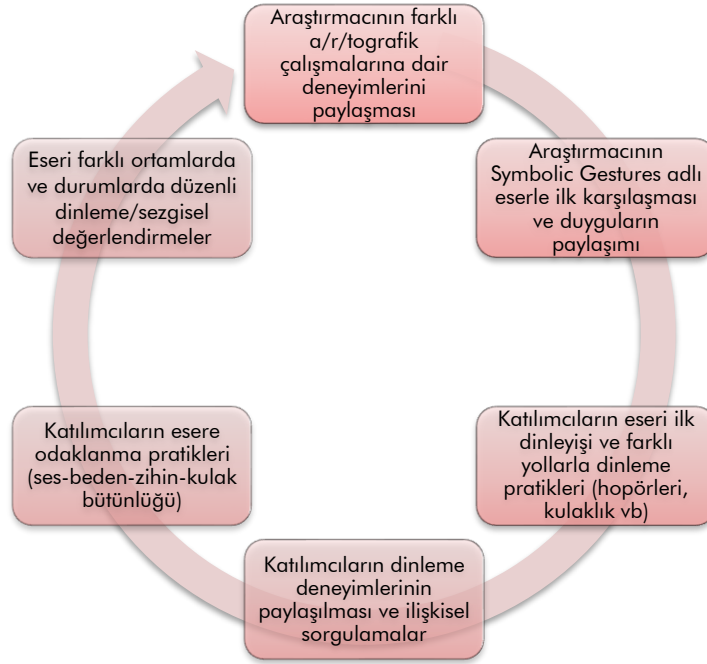 Araştırmacının farklı
a/r/tografik
çalışmalarına dair
deneyimlerini
paylaşması
Araştırmacının
Symbolic Gestures adlı
eserle ilk karşılaşması
ve duyguların
paylaşımı
Katılımcıların eseri ilk
dinleyişi ve farklı
yollarla dinleme
pratikleri (hopörleri,
kulaklık vb)
Katılımcıların dinleme
deneyimlerinin
paylaşılması ve ilişkisel
sorgulamalar
Katılımcıların esere
odaklanma pratikleri
(ses-beden-zihin-kulak
bütünlüğü)
Eseri farklı ortamlarda
ve durumlarda düzenli
dinleme/sezgisel
değerlendirmeler